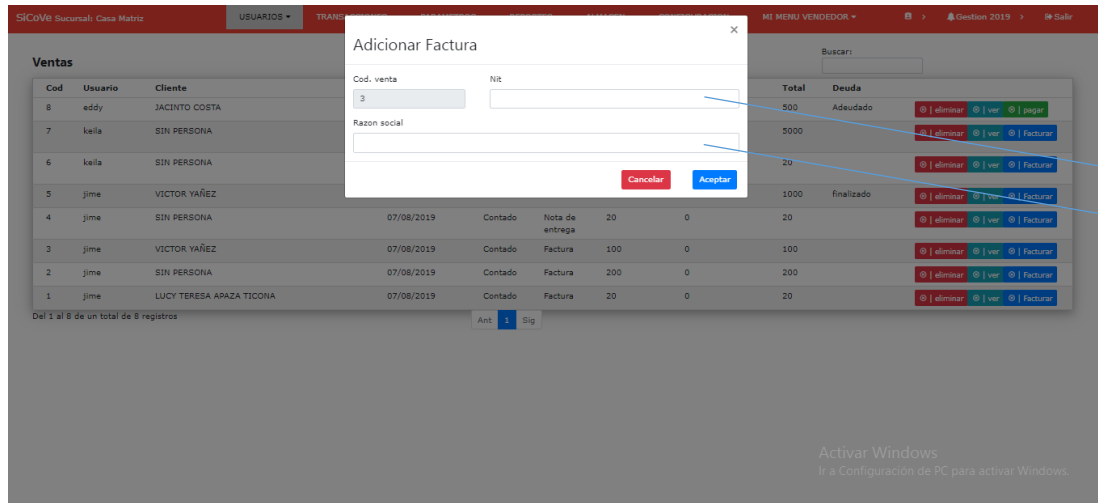 SiCoVe Sucursal: Casa Matriz USUARIOS MI MENU VENDEDOR Gestion 2019 Salir
Adicionar Factura ×
Ventas Buscar:
Cod. venta Nit
3
Razon social
Cancelar Aceptar
Cod Usuario Cliente Total Deuda
8 eddy JACINTO COSTA 500 Adeudado eliminar ver pagar
7 keila SIN PERSONA 5000 eliminar ver Facturar
6 keila SIN PERSONA 20 eliminar ver Facturar
5 jime VICTOR YAÑEZ 1000 finalizado eliminar ver Facturar
4 jime SIN PERSONA 07/08/2019 Contado Nota de entrega 20 0 20 eliminar ver Facturar
3 jime VICTOR YAÑEZ 07/08/2019 Contado Factura 100 0 100 eliminar ver Facturar
2 jime SIN PERSONA 07/08/2019 Contado Factura 200 0 200 eliminar ver Facturar
1 jime LUCY TERESA APAZA TICONA 07/08/2019 Contado Factura 20 0 20 eliminar ver Facturar
Del 1 al 8 de un total de 8 registros Ant 1 Sig
Activar Windows
Ir a Configuración de PC para activar Windows.